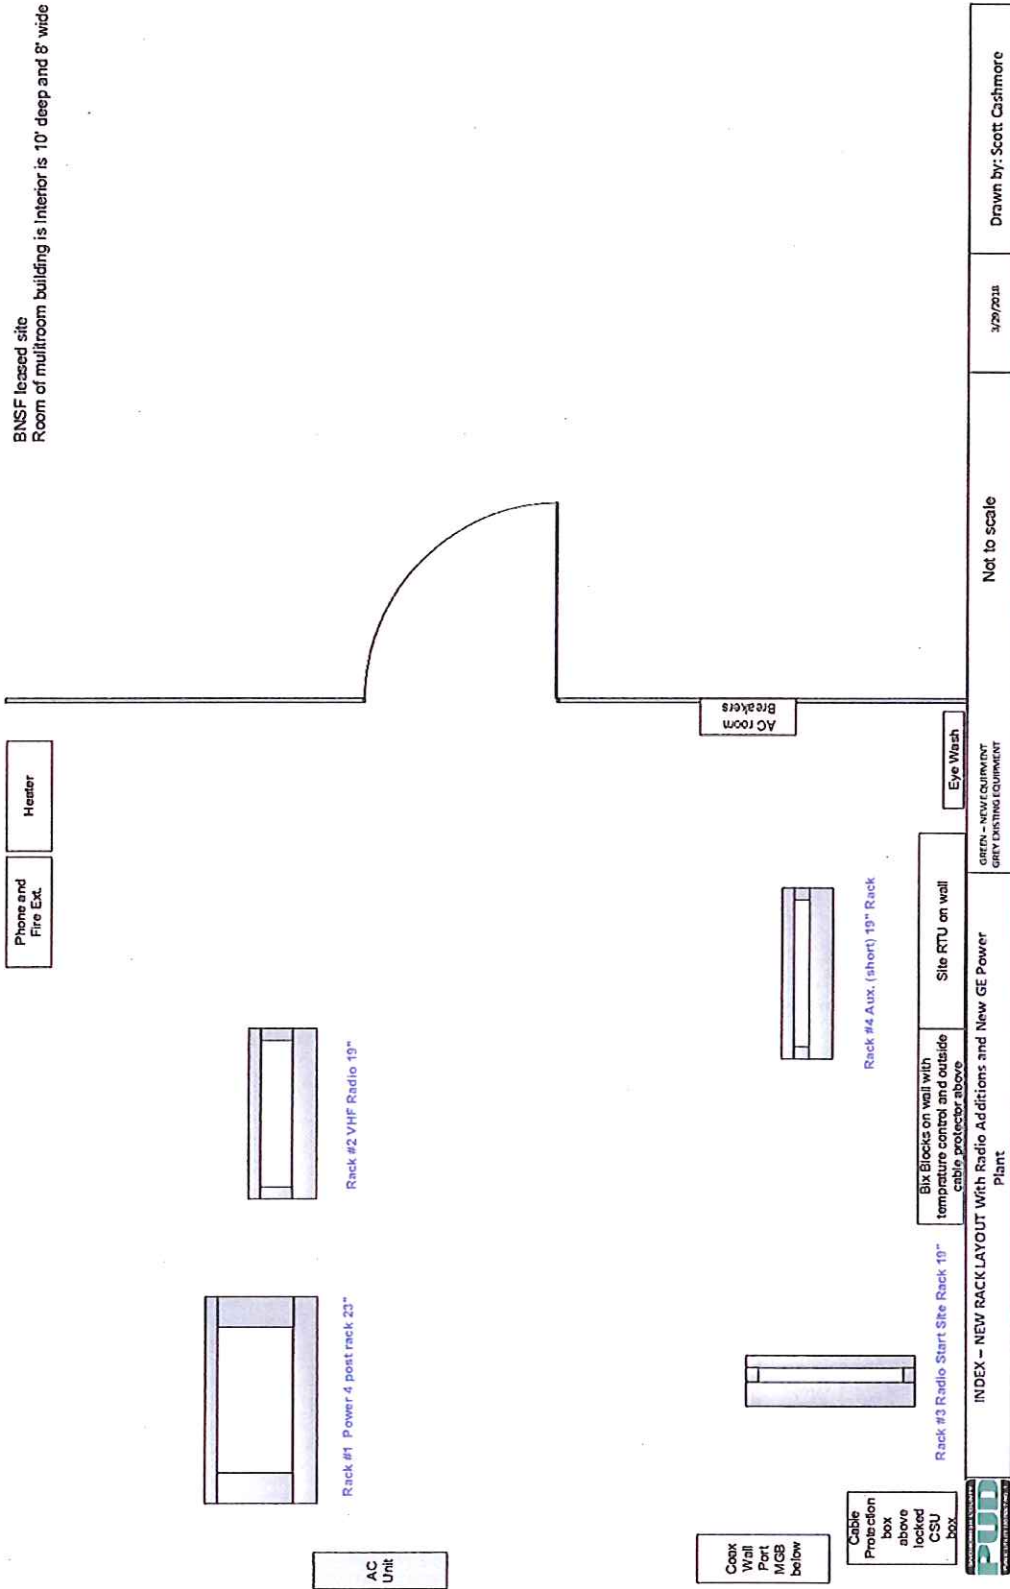 BNSF leased site
Room of mulitroom building is Interior is 10' deep and 8' wide
Phone and
Fire Ext.
Heater
Rack #1 Power 4 post rack 23"
Rack #2 VHF Radio 19"
AC
Unit
AC room
Breakers
Coax
Wall
Port
MGB
below
Cable
Protection
box
above
locked
CSU
box
Rack #3 Radio Start Site Rack 19"
Rack #4 Aux. (short) 19" Rack
Bix Blocks on wall with
temprature control and outside
cable protector above
Site RTU on wall
Eye Wash
PUD
INDEX – NEW RACK LAYOUT With Radio Additions and New GE Power
Plant
GREEN – NEW EQUIPMENT
GREY EXISTING EQUIPMENT
Not to scale
3/29/2018
Drawn by: Scott Cashmore